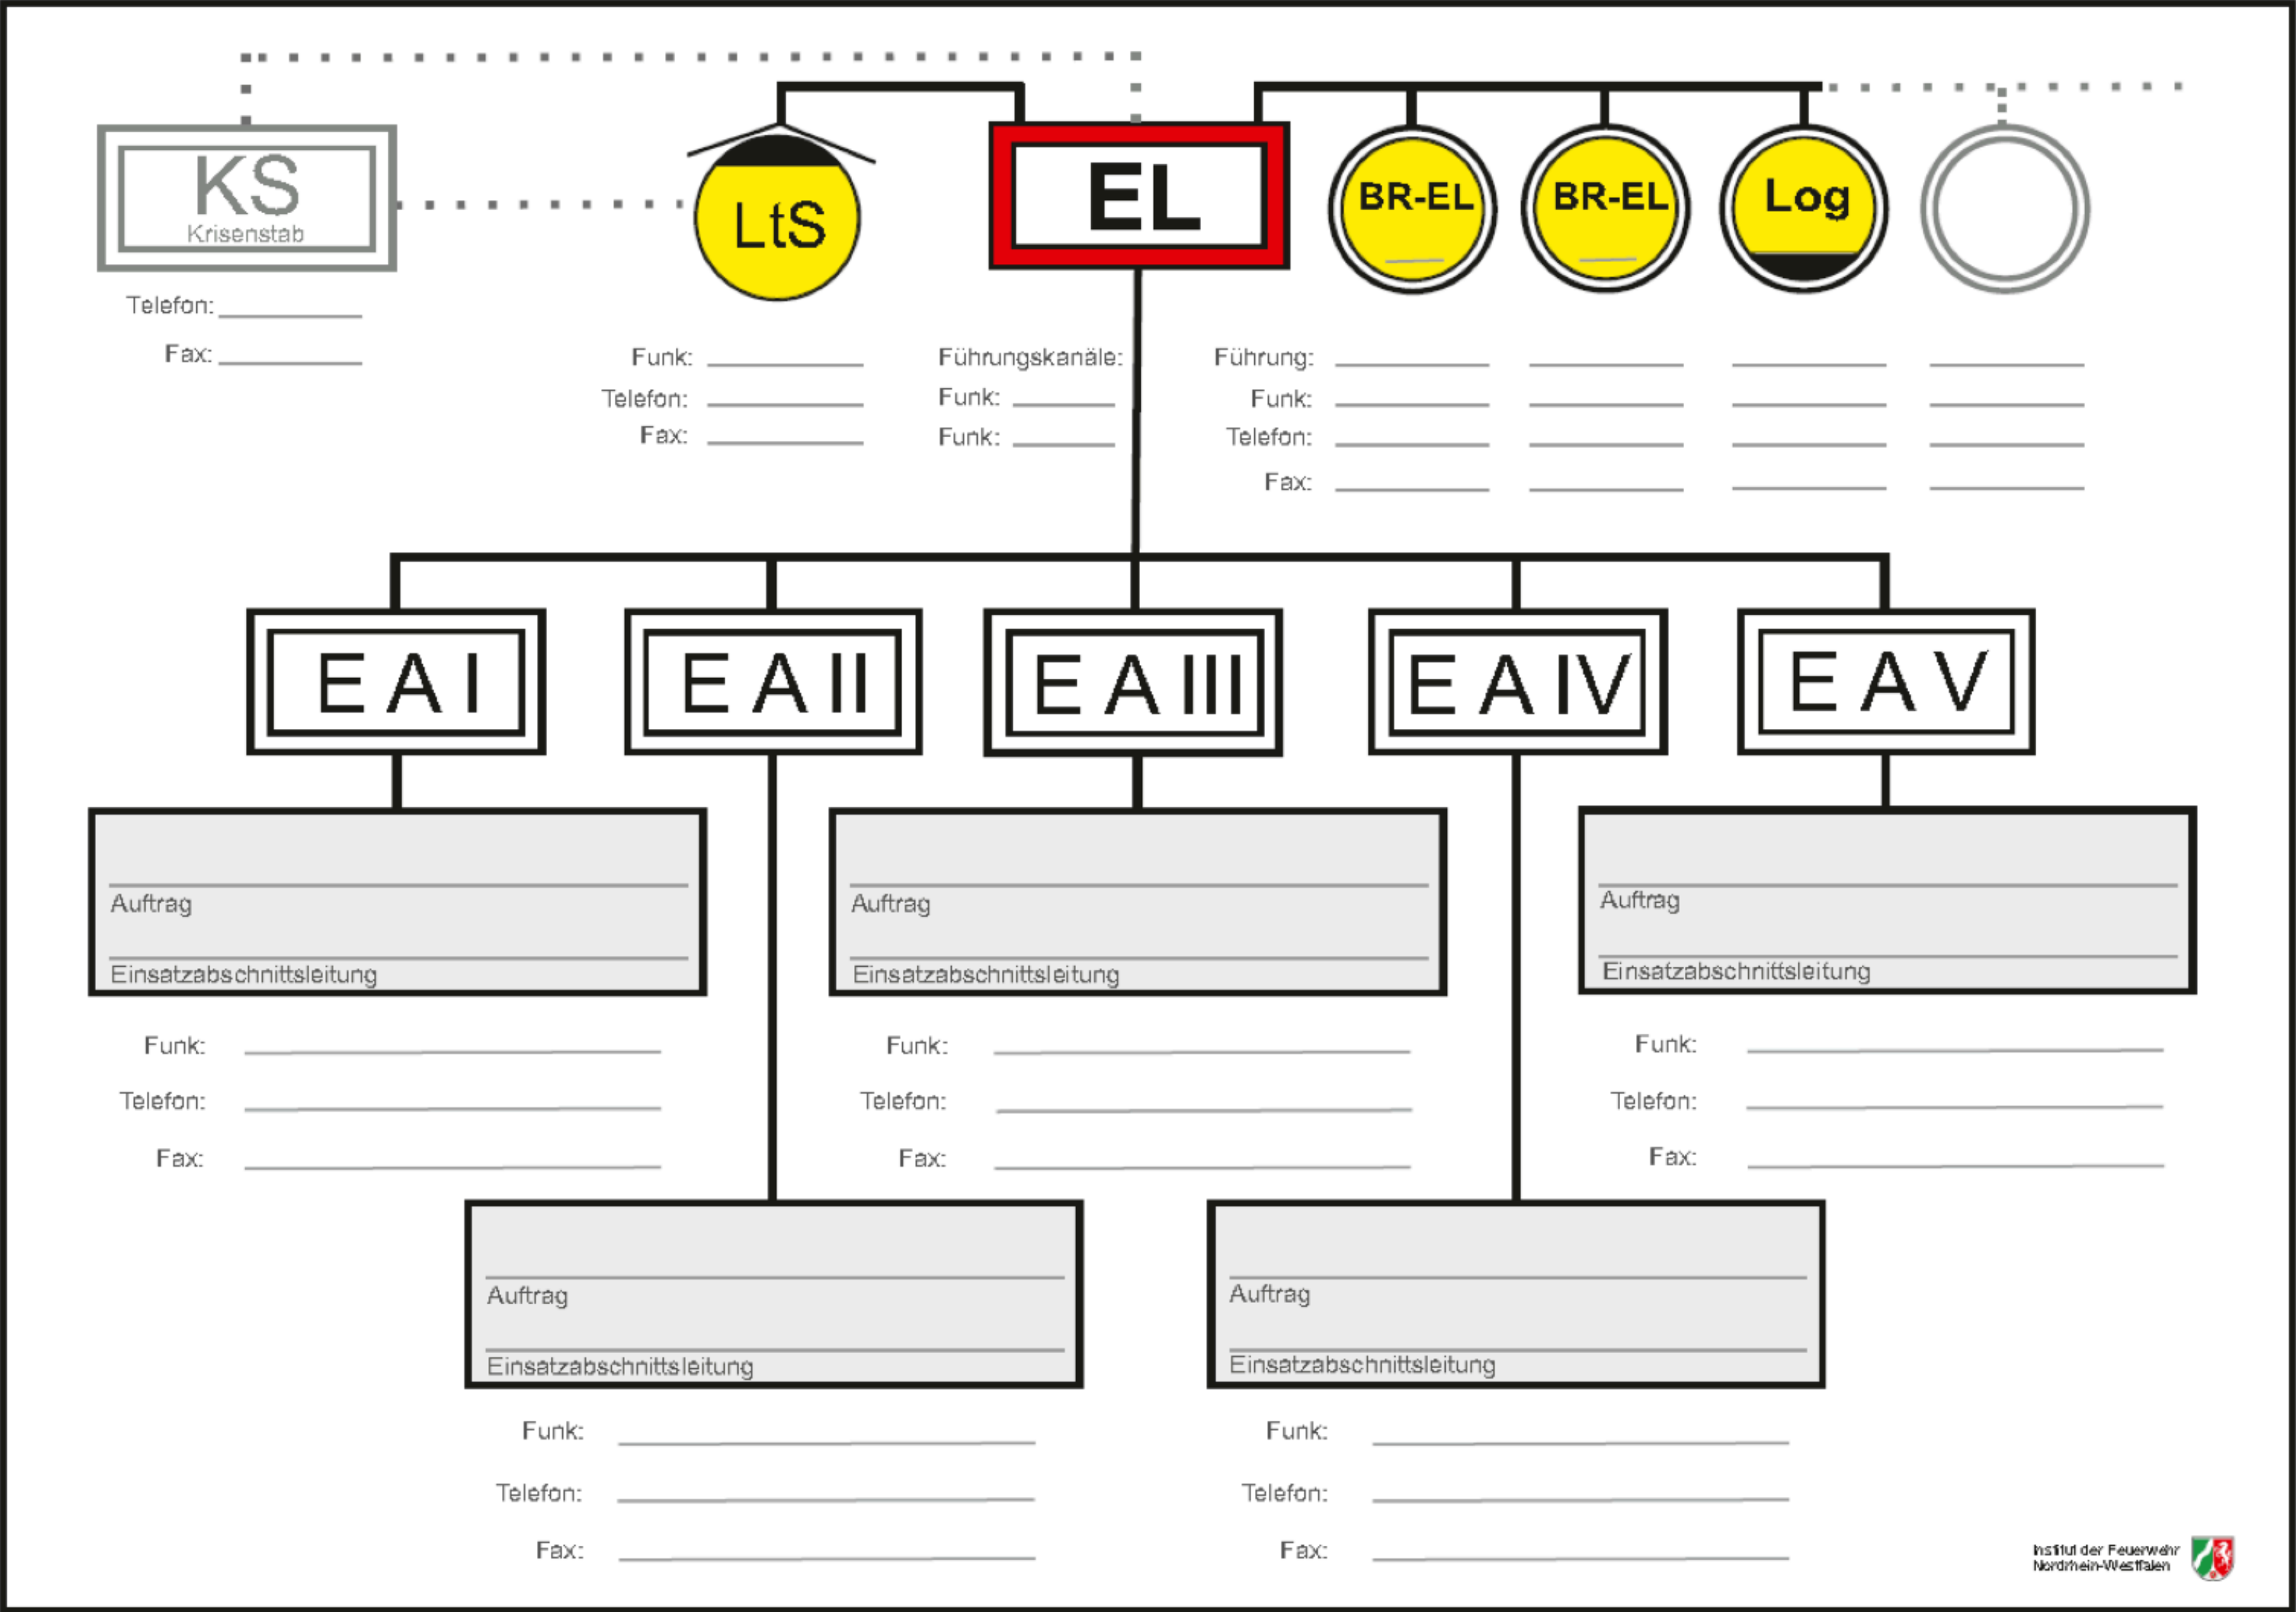 KS
Krisenstab
LtS
EL
BR-EL
BR-EL
Log
Telefon:
Fax:
Funk:
Telefon:
Fax:
Führungskanäle:
Funk:
Funk:
Führung:
Funk:
Telefon:
Fax:
E A I
E A II
E A III
E A IV
E A V
Auftrag
Einsatzabschnittsleitung
Auftrag
Einsatzabschnittsleitung
Auftrag
Einsatzabschnittsleitung
Funk:
Telefon:
Fax:
Funk:
Telefon:
Fax:
Funk:
Telefon:
Fax:
Auftrag
Einsatzabschnittsleitung
Auftrag
Einsatzabschnittsleitung
Funk:
Telefon:
Fax:
Funk:
Telefon:
Fax:
Institut der Feuerwehr
Nordrhein-Westfalen